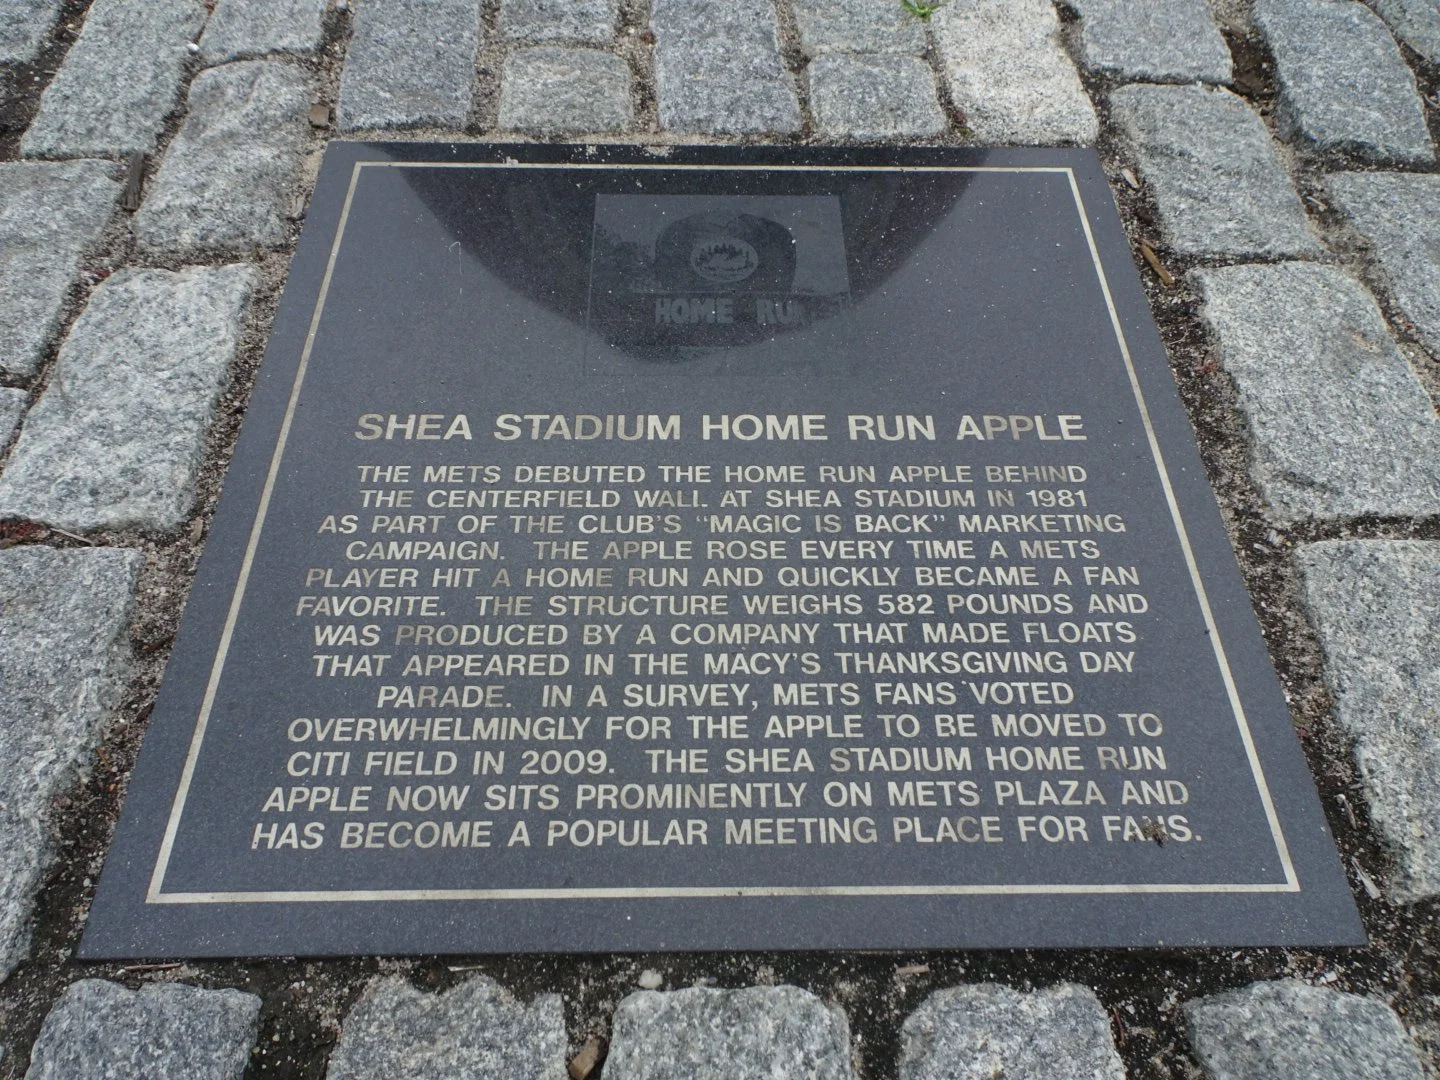 HOME RUN
SHEA STADIUM HOME RUN APPLE
THE METS DEBUTED THE HOME RUN APPLE BEHIND
THE CENTERFIELD WALL AT SHEA STADIUM IN 1981
AS PART OF THE CLUB'S "MAGIC IS BACK" MARKETING
CAMPAIGN. THE APPLE ROSE EVERY TIME A METS
PLAYER HIT A HOME RUN AND QUICKLY BECAME A FAN
FAVORITE. THE STRUCTURE WEIGHS 582 POUNDS AND
WAS PRODUCED BY A COMPANY THAT MADE FLOATS
THAT APPEARED IN THE MACY'S THANKSGIVING DAY
PARADE. IN A SURVEY, METS FANS VOTED
OVERWHELMINGLY FOR THE APPLE TO BE MOVED TO
CITI FIELD IN 2009. THE SHEA STADIUM HOME RUN
APPLE NOW SITS PROMINENTLY ON METS PLAZA AND
HAS BECOME A POPULAR MEETING PLACE FOR FANS.